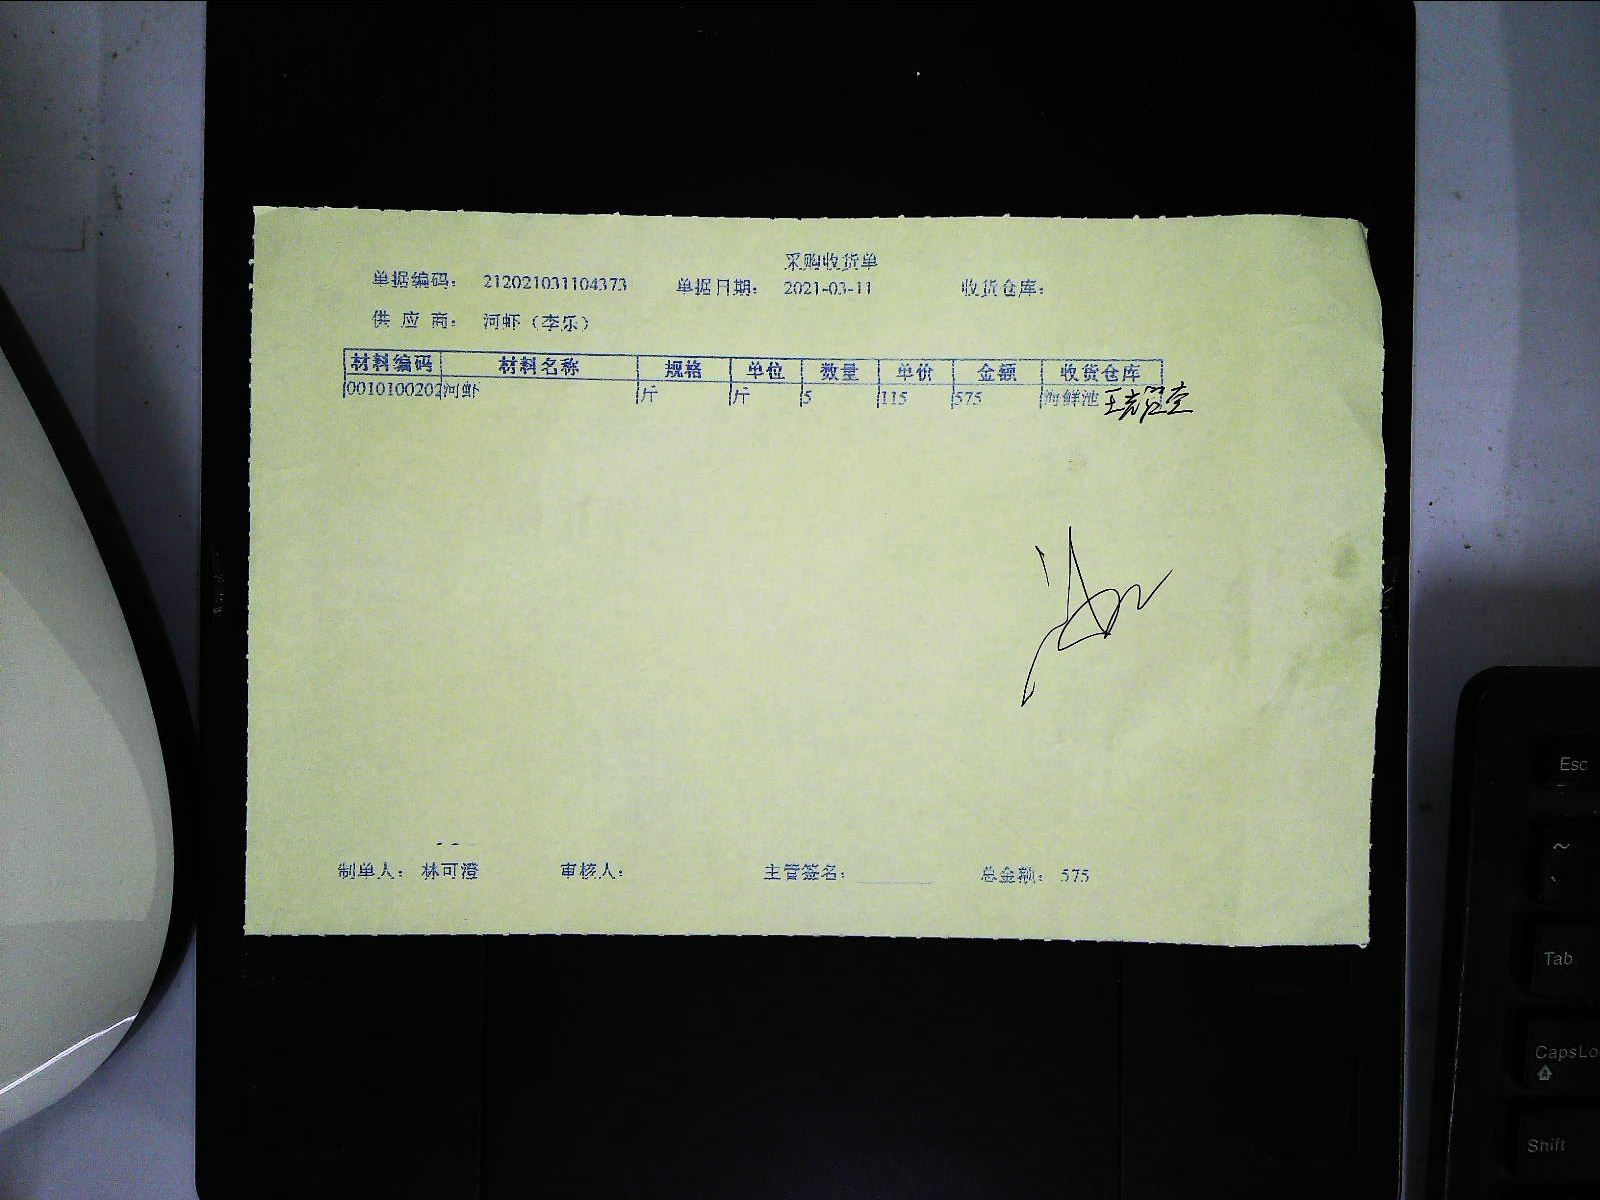 采购收货单
单据编码： 212021031104373 单据日期： 2021-03-11 收货仓库：
供 应 商： 河虾（李乐）
材料编码 材料名称 规格 单位 数量 单价 金额 收货仓库
0010100202 河虾 斤 斤 5 115 575 海鲜池
制单人： 林可澄 审核人： 主管签名： 总金额： 575
Esc
~
Tab
CapsLo
Shift